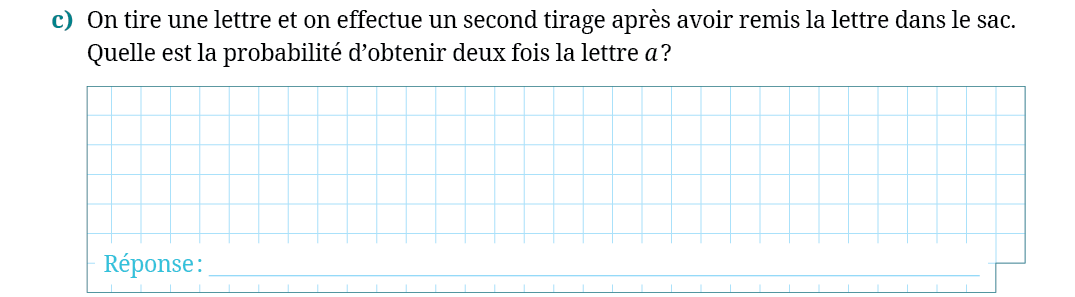 c) On tire une lettre et on effectue un second tirage après avoir remis la lettre dans le sac.
Quelle est la probabilité d’obtenir deux fois la lettre a?
Réponse: